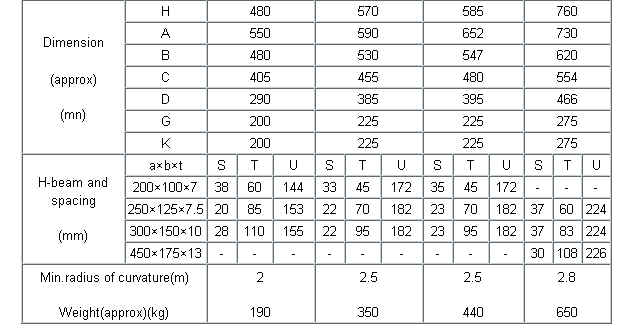 H 480 570 585 760
Dimension
(approx)
(mn)
A 550 590 652 730
B 480 530 547 620
C 405 455 480 554
D 290 385 395 466
G 200 225 225 275
K 200 225 225 275
H-beam and
spacing
(mm)
a×b×t S T U S T U S T U S T U
200×100×7 38 60 144 33 45 172 35 45 172 - - -
250×125×7.5 20 85 153 22 70 182 23 70 182 37 60 224
300×150×10 28 110 155 22 95 182 23 95 182 37 83 224
450×175×13 - - - - - - - - - 30 108 226
Min.radius of curvature(m) 2 2.5 2.5 2.8
Weight(approx)(kg) 190 350 440 650